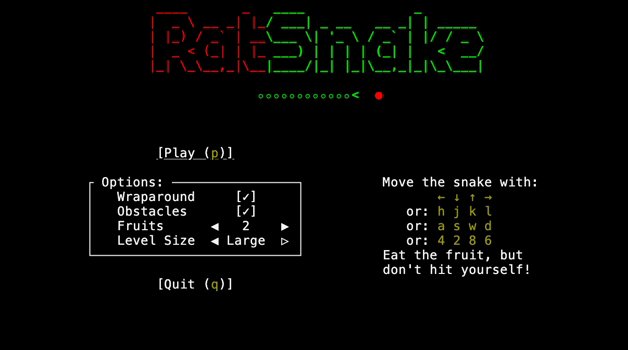 RatSnake
[Play (p)]
Options:
Wraparound [✓]
Obstacles [✓]
Fruits ◀ 2 ▶
Level Size ◀ Large ▷
[Quit (q)]
Move the snake with:
← ↓ ↑ →
or: h j k l
or: a s w d
or: 4 2 8 6
Eat the fruit, but
don't hit yourself!